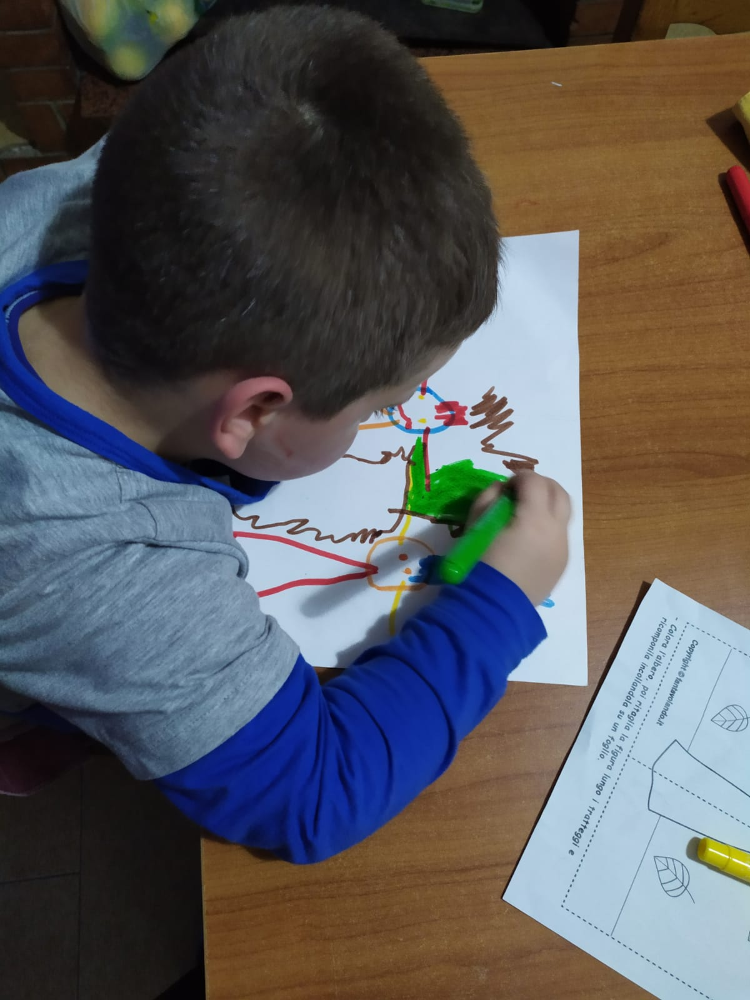 - Colora l'albero, poi ritaglia la figura lungo i tratteggi e
ricomponila incollandola su un foglio.
Copyright © fantavolando.it